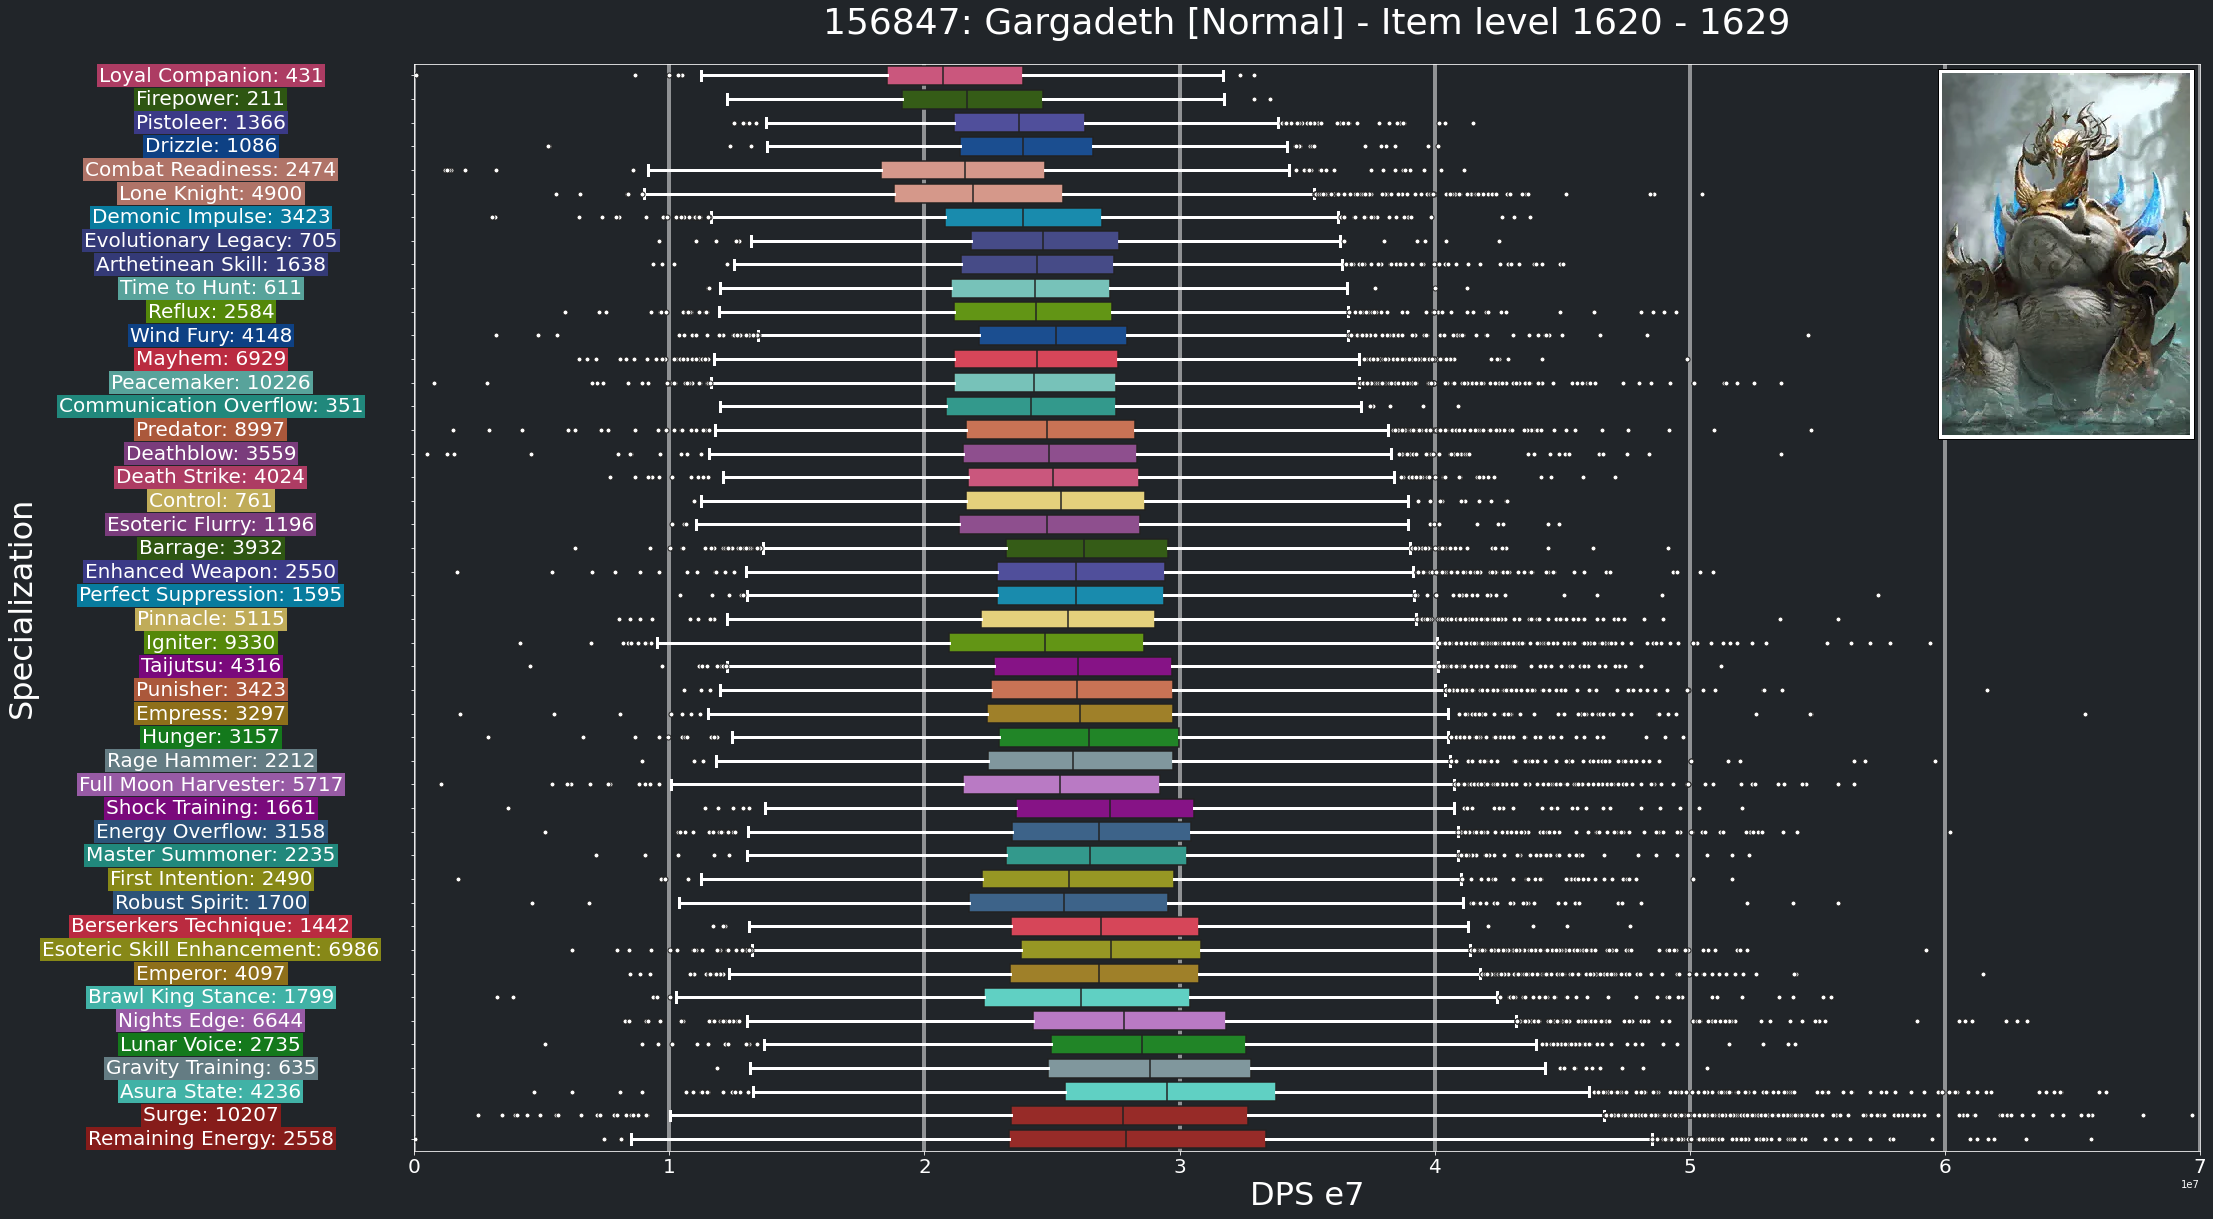 156847: Gargadeth [Normal] - Item level 1620 - 1629
Specialization
Loyal Companion: 431
Firepower: 211
Pistoleer: 1366
Drizzle: 1086
Combat Readiness: 2474
Lone Knight: 4900
Demonic Impulse: 3423
Evolutionary Legacy: 705
Arthetinean Skill: 1638
Time to Hunt: 611
Reflux: 2584
Wind Fury: 4148
Mayhem: 6929
Peacemaker: 10226
Communication Overflow: 351
Predator: 8997
Deathblow: 3559
Death Strike: 4024
Control: 761
Esoteric Flurry: 1196
Barrage: 3932
Enhanced Weapon: 2550
Perfect Suppression: 1595
Pinnacle: 5115
Igniter: 9330
Taijutsu: 4316
Punisher: 3423
Empress: 3297
Hunger: 3157
Rage Hammer: 2212
Full Moon Harvester: 5717
Shock Training: 1661
Energy Overflow: 3158
Master Summoner: 2235
First Intention: 2490
Robust Spirit: 1700
Berserkers Technique: 1442
Esoteric Skill Enhancement: 6986
Emperor: 4097
Brawl King Stance: 1799
Nights Edge: 6644
Lunar Voice: 2735
Gravity Training: 635
Asura State: 4236
Surge: 10207
Remaining Energy: 2558
0 1 2 3 4 5 6 7
1e7
DPS e7